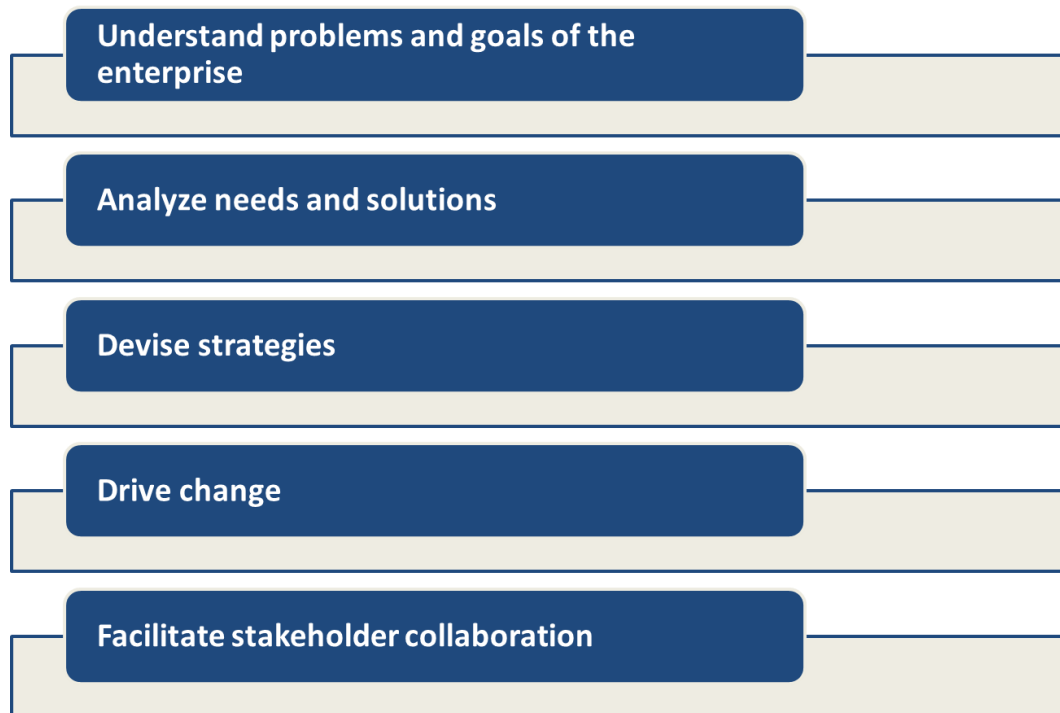 Understand problems and goals of the
enterprise
Analyze needs and solutions
Devise strategies
Drive change
Facilitate stakeholder collaboration